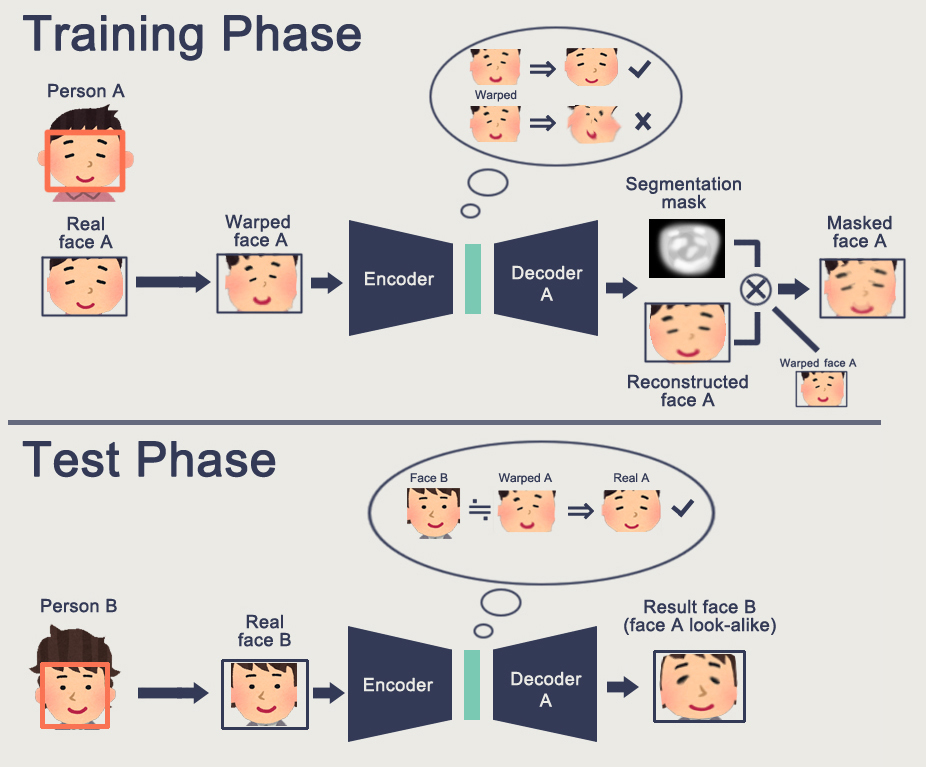 Training Phase
Person A
Warped
Real
face A
Warped
face A
Encoder
Decoder
A
Segmentation
mask
Reconstructed
face A
Masked
face A
Warped face A
Test Phase
Face B
Warped A
Real A
Person B
Real
face B
Encoder
Decoder
A
Result face B
(face A look-alike)